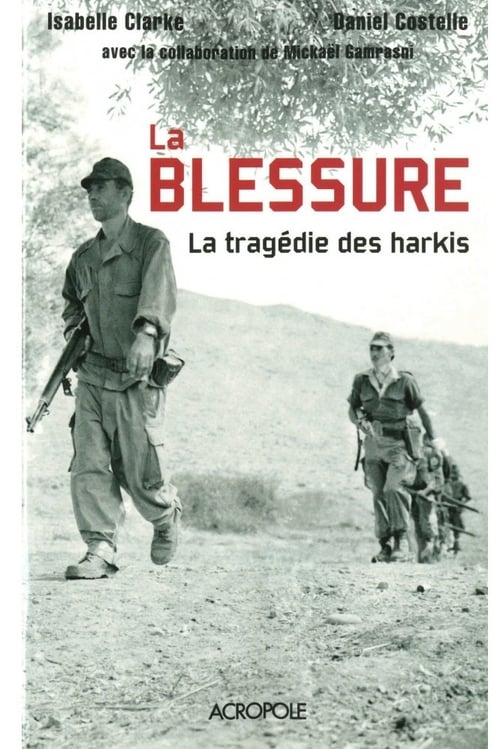 Isabelle Clarke Daniel Costelle
avec la collaboration de Mickaël Gamrasni
La
BLESSURE
La tragédie des harkis
ACROPOLE